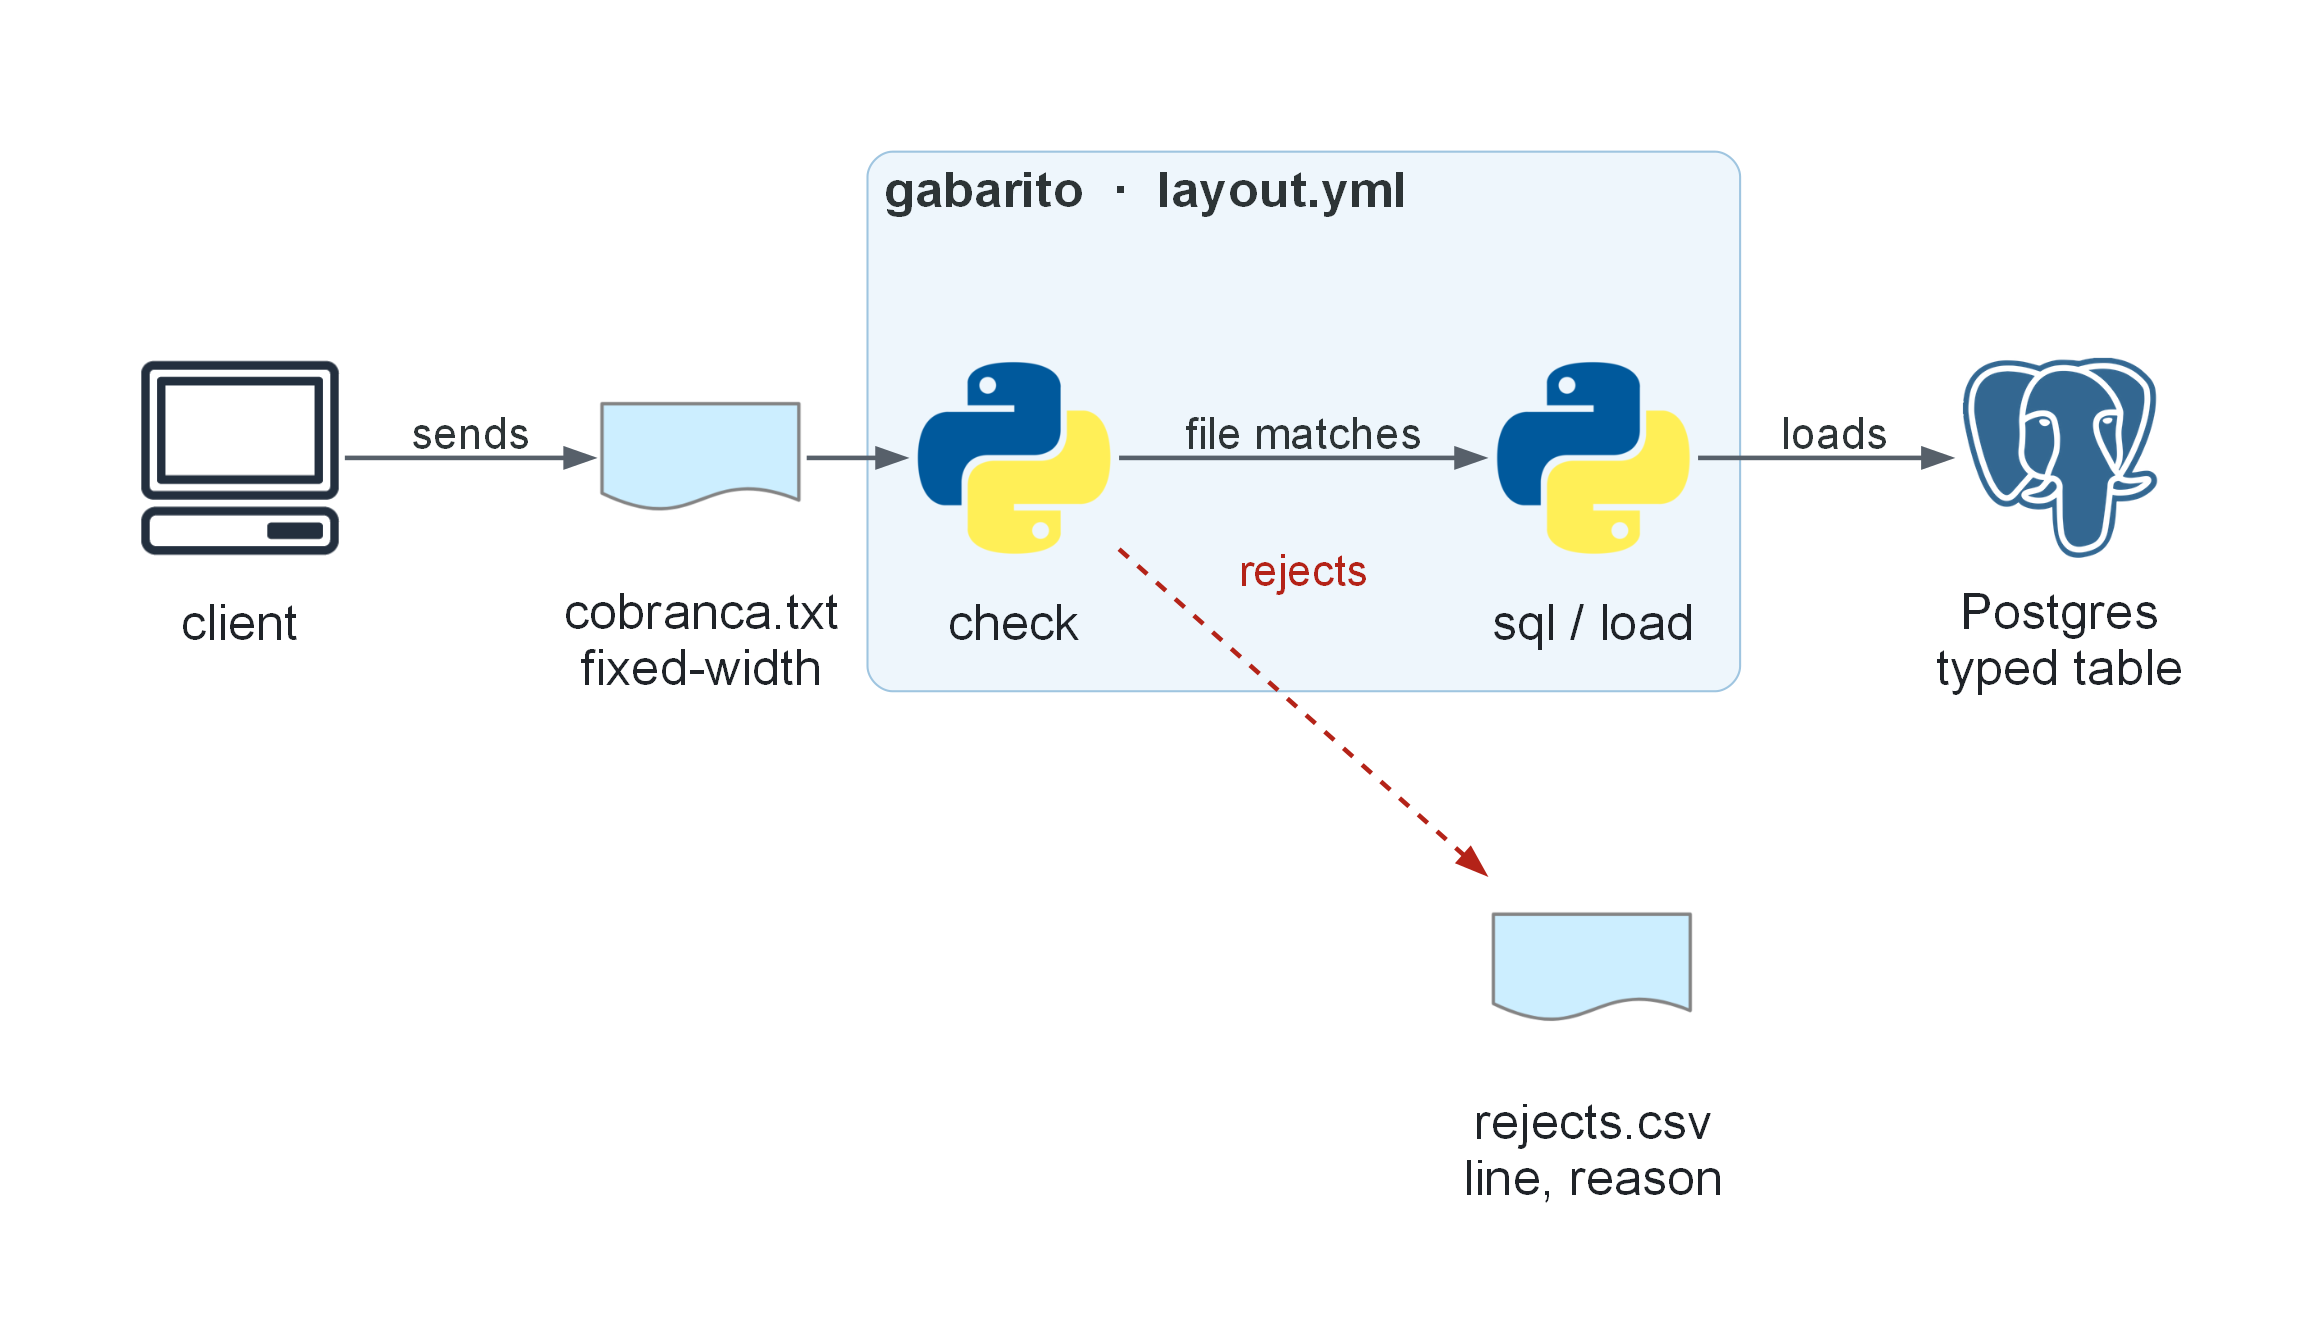 gabarito · layout.yml
sends
file matches
loads
rejects
client
cobranca.txt
fixed-width
check
sql / load
Postgres
typed table
rejects.csv
line, reason